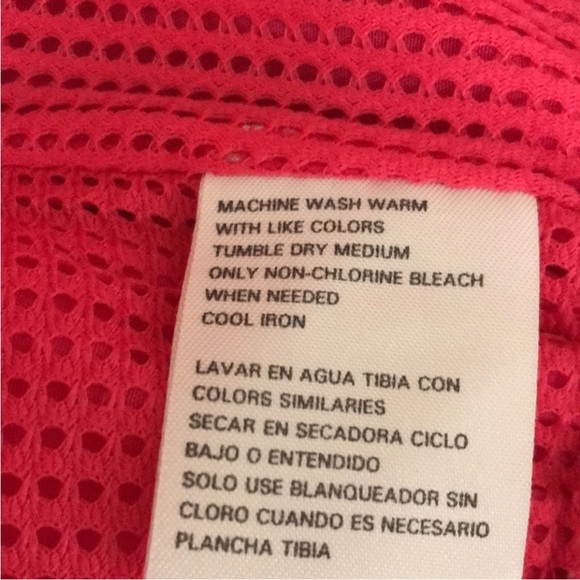 MACHINE WASH WARM
WITH LIKE COLORS
TUMBLE DRY MEDIUM
ONLY NON-CHLORINE BLEACH
WHEN NEEDED
COOL IRON
LAVAR EN AGUA TIBIA CON
COLORS SIMILARIES
SECAR EN SECADORA CICLO
BAJO O ENTENDIDO
SOLO USE BLANQUEADOR SIN
CLORO CUANDO ES NECESARIO
PLANCHA TIBIA